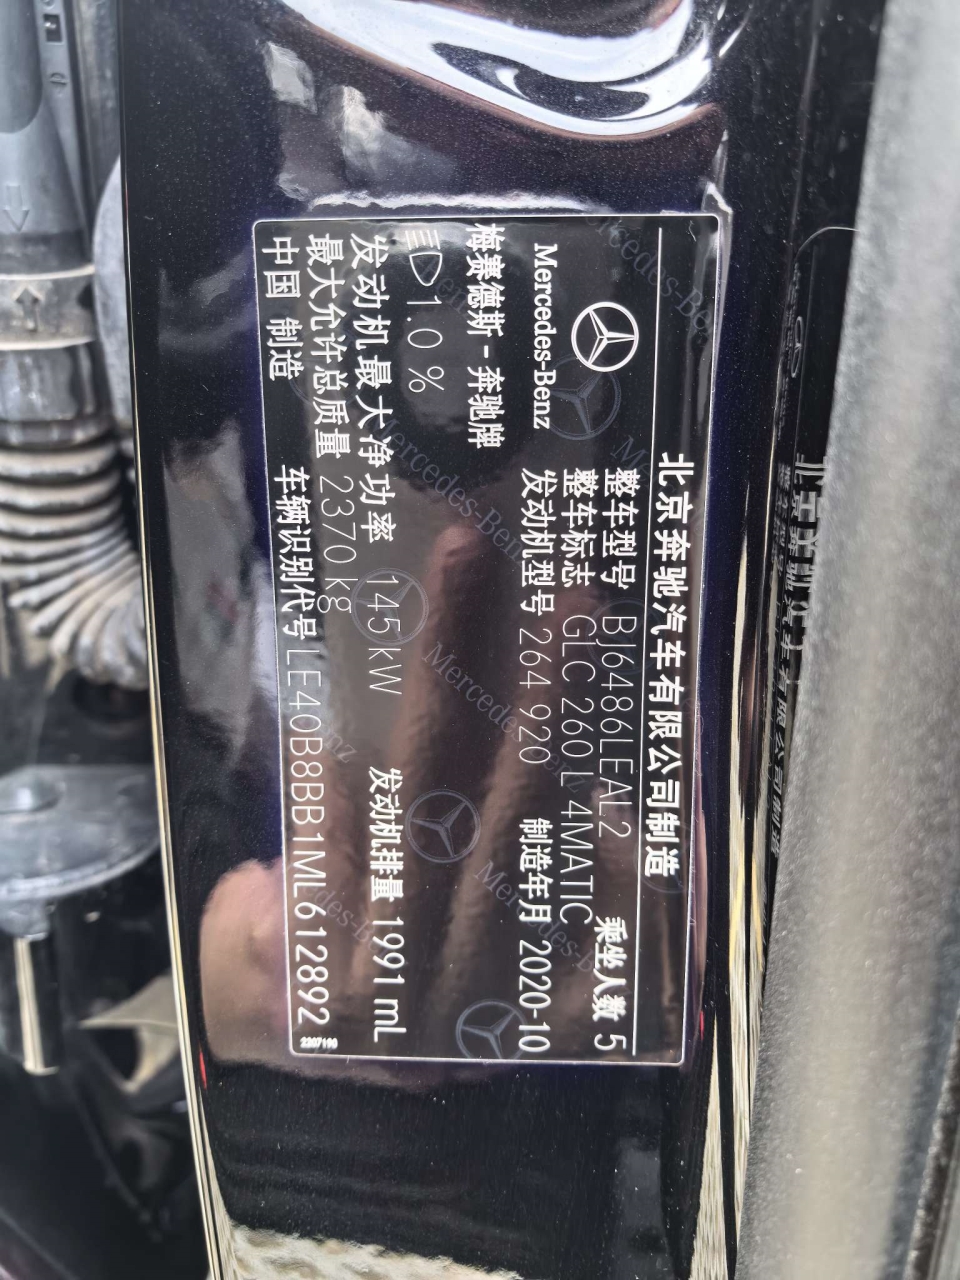 北京奔驰汽车有限公司制造
Mercedes-Benz
梅赛德斯-奔驰牌
整车型号 BJ6486LEAL2 乘坐人数 5
整车标志 GLC 260 L 4MATIC
发动机型号 264 920 制造年月 2020-10
1.0 %
发动机最大净功率 145kW 发动机排量 1991 mL
最大允许总质量 2370 kg
中国 制造 车辆识别代号 LE40B8BB1ML612892
2207190